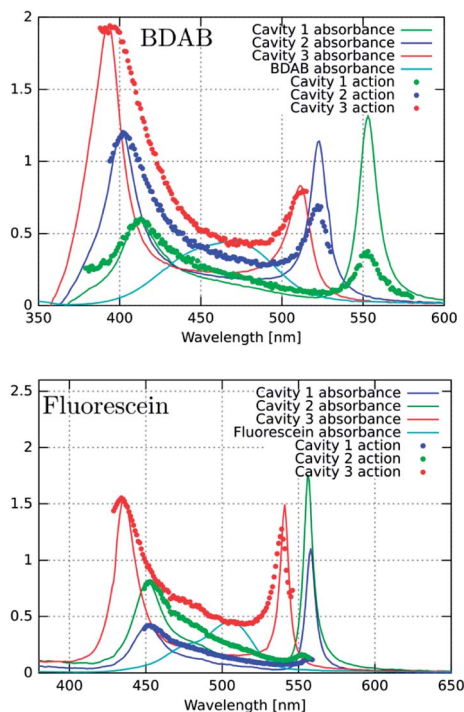 BDAB
Cavity 1 absorbance
Cavity 2 absorbance
Cavity 3 absorbance
BDAB absorbance
Cavity 1 action
Cavity 2 action
Cavity 3 action
2
1.5
1
0.5
0
350 400 450 500 550 600
Wavelength [nm]
Fluorescein
Cavity 1 absorbance
Cavity 2 absorbance
Cavity 3 absorbance
Fluorescein absorbance
Cavity 1 action
Cavity 2 action
Cavity 3 action
2.5
2
1.5
1
0.5
0
400 450 500 550 600 650
Wavelength [nm]